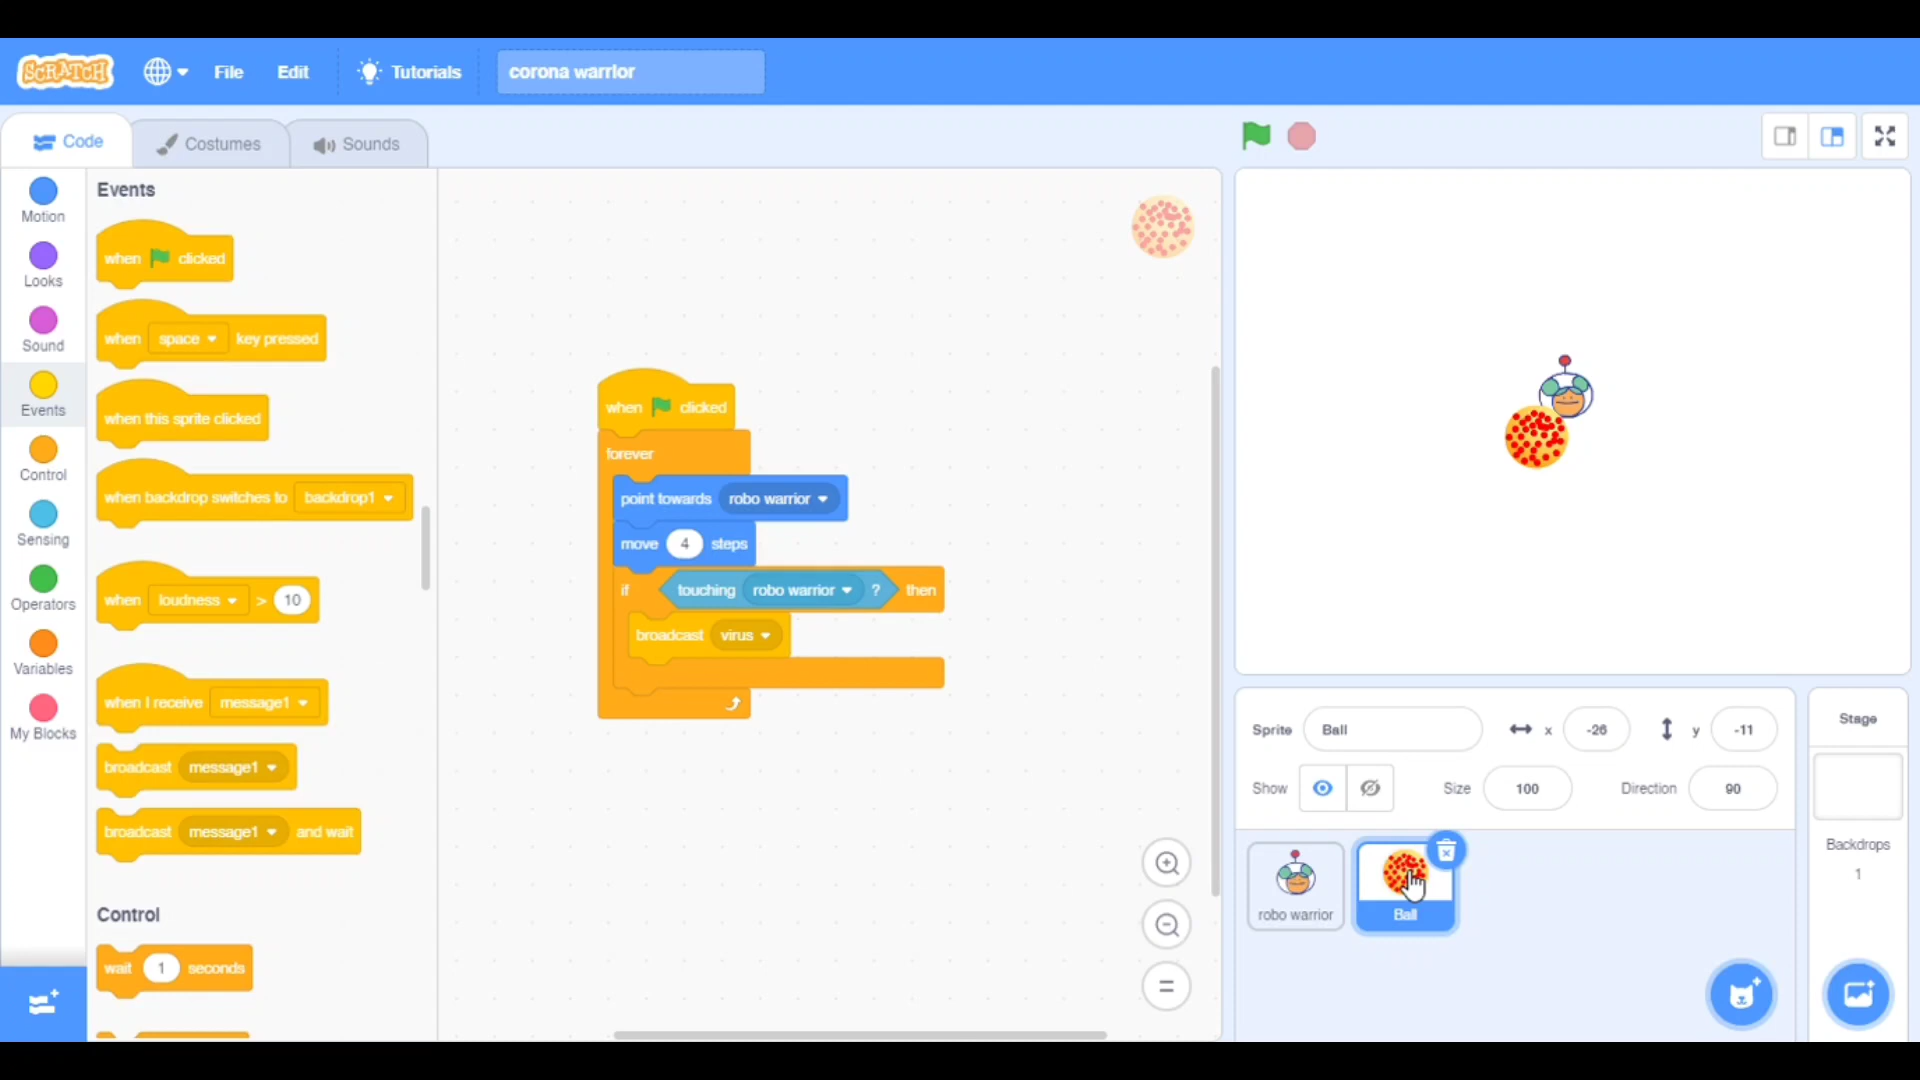 SCRATCH
File
Edit
Tutorials
corona warrior
Code
Costumes
Sounds
Motion
Looks
Sound
Events
Control
Sensing
Operators
Variables
My Blocks
Events
when clicked
when space key pressed
when this sprite clicked
when backdrop switches to backdrop1
when loudness > 10
when I receive message1
broadcast message1
broadcast message1 and wait
Control
wait 1 seconds
when clicked
forever
point towards robo warrior
move 4 steps
if touching robo warrior ? then
broadcast virus
Sprite Ball x -26 y -11
Show Size 100 Direction 90
robo warrior
Ball
Stage
Backdrops
1